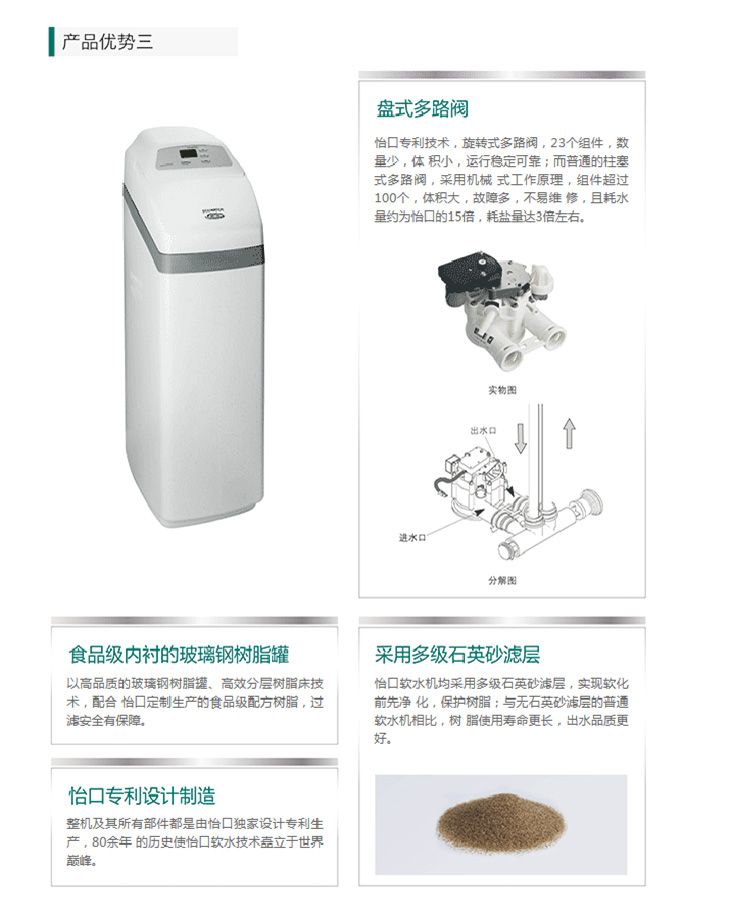 产品优势三
盘式多路阀
怡口专利技术，旋转式多路阀，23个组件，数
量少，体 积小，运行稳定可靠；而普通的柱塞
式多路阀，采用机械 式工作原理，组件超过
100个，体积大，故障多，不易维 修，且耗水
量约为怡口的15倍，耗盐量达3倍左右。
实物图
出水口
进水口
分解图
食品级内衬的玻璃钢树脂罐
以高品质的玻璃钢树脂罐、高效分层树脂床技
术，配合 怡口定制生产的食品级配方树脂，过
滤安全有保障。
怡口专利设计制造
整机及其所有部件都是由怡口独家设计专利生
产，80余年 的历史使怡口软水技术矗立于世界
巅峰。
采用多级石英砂滤层
怡口软水机均采用多级石英砂滤层，实现软化
前先净 化，保护树脂；与无石英砂滤层的普通
软水机相比，树 脂使用寿命更长，出水品质更
好。